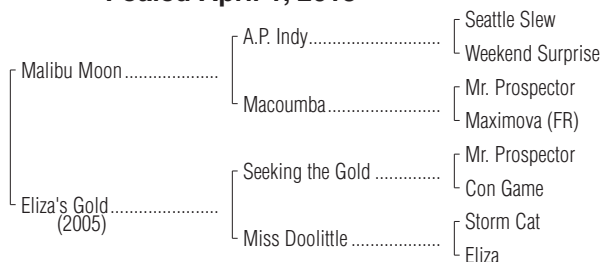 Foaled April 1,
Seattle Slew
A.P. Indy..............................
Weekend Surprise
Malibu Moon ....................
Mr. Prospector
Macoumba........................
Maximova (FR)
Mr. Prospector
Seeking the Gold ..............
Con Game
Eliza's Gold.......................
(2005)
Storm Cat
Miss Doolittle ...................
Eliza